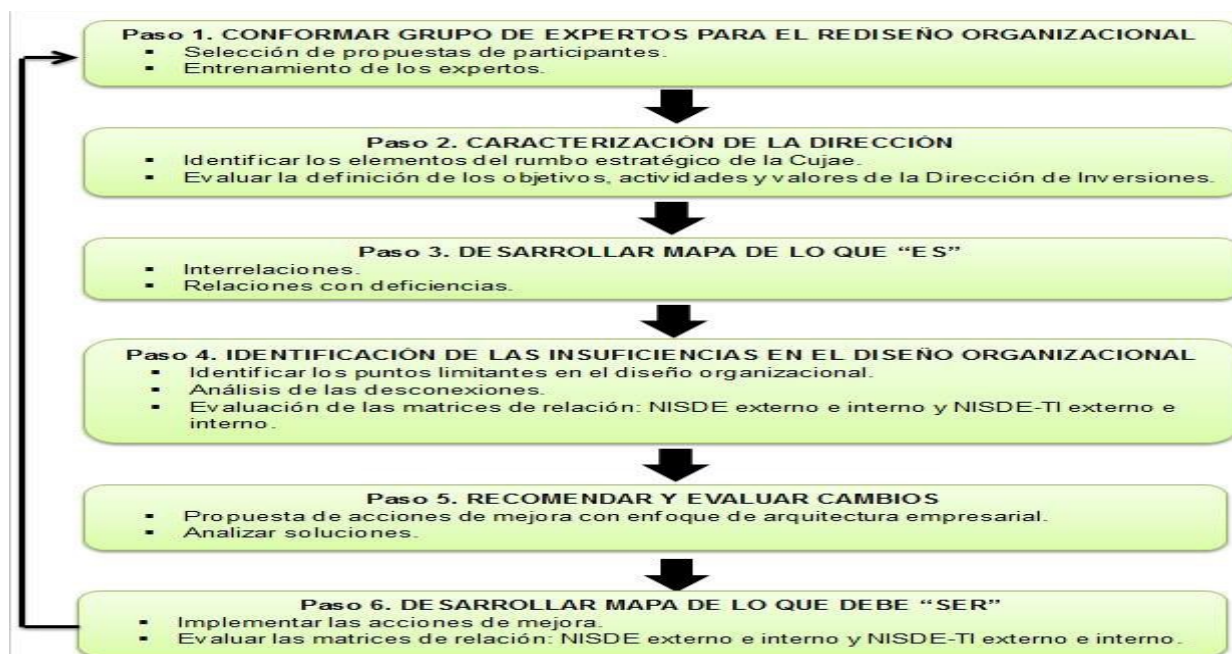 Paso 1. CONFORMAR GRUPO DE EXPERTOS PARA EL REDISEÑO ORGANIZACIONAL
▪ Selección de propuestas de participantes.
▪ Entrenamiento de los expertos.
Paso 2. CARACTERIZACIÓN DE LA DIRECCIÓN
▪ Identificar los elementos del rumbo estratégico de la Cujae.
▪ Evaluar la definición de los objetivos, actividades y valores de la Dirección de Inversiones.
Paso 3. DESARROLLAR MAPA DE LO QUE “ES”
▪ Interrelaciones.
▪ Relaciones con deficiencias.
Paso 4. IDENTIFICACIÓN DE LAS INSUFICIENCIAS EN EL DISEÑO ORGANIZACIONAL
▪ Identificar los puntos limitantes en el diseño organizacional.
▪ Análisis de las desconexiones.
▪ Evaluación de las matrices de relación: NISDE externo e interno y NISDE-TI externo e
interno.
Paso 5. RECOMENDAR Y EVALUAR CAMBIOS
▪ Propuesta de acciones de mejora con enfoque de arquitectura empresarial.
▪ Analizar soluciones.
Paso 6. DESARROLLAR MAPA DE LO QUE DEBE “SER”
▪ Implementar las acciones de mejora.
▪ Evaluar las matrices de relación: NISDE externo e interno y NISDE-TI externo e interno.